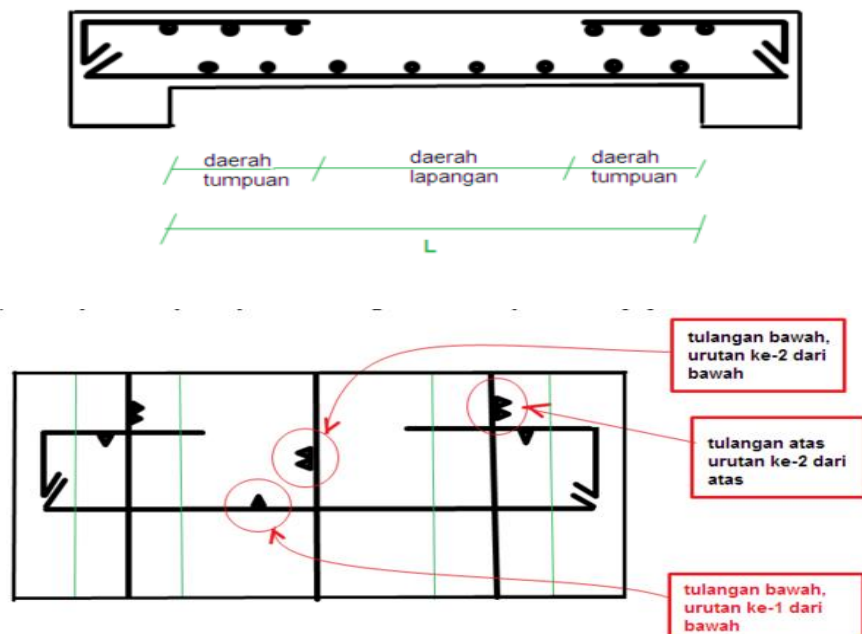 daerah
tumpuan
daerah
lapangan
daerah
tumpuan
L
tulangan bawah,
urutan ke-2 dari
bawah
tulangan atas
urutan ke-2 dari
atas
tulangan bawah,
urutan ke-1 dari
bawah